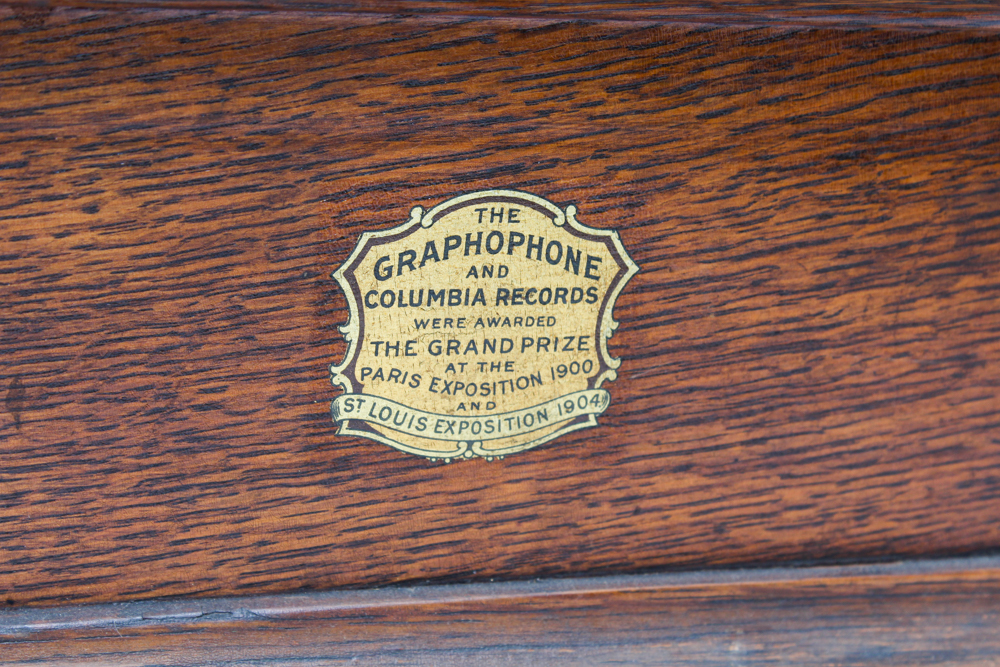 THE
GRAPHOPHONE
AND
COLUMBIA RECORDS
WERE AWARDED
THE GRAND PRIZE
AT THE
PARIS EXPOSITION 1900
AND
ST LOUIS EXPOSITION 1904